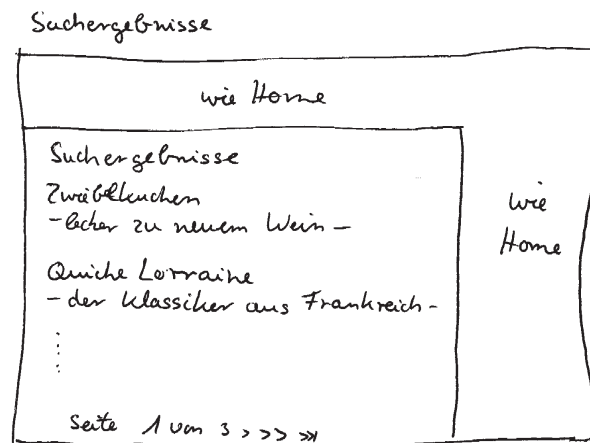 Suchergebnisse
wie Home
Suchergebnisse
Zwiebelkuchen
- lecker zu neuem Wein -
wie
Home
Quiche Lorraine
- der Klassiker aus Frankreich -
Seite 1 von 3 > >> >>|